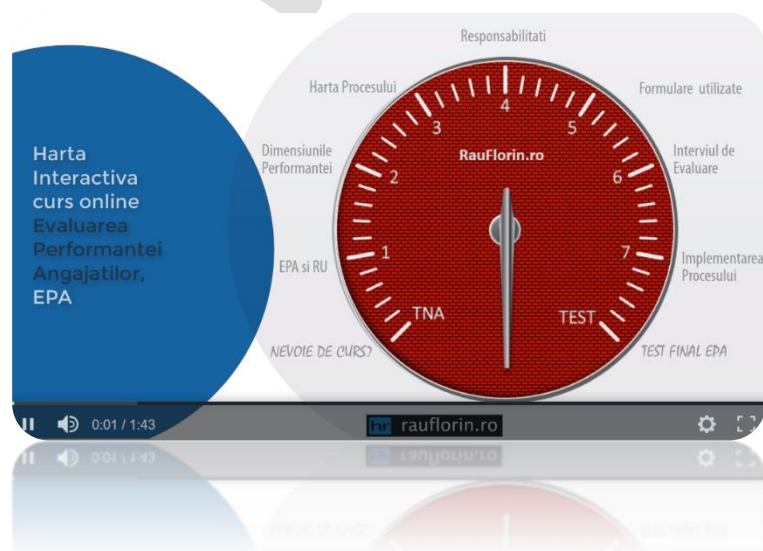 Harta
Interactiva
curs online
Evaluarea
Performantei
Angajatilor,
EPA
Responsabilitati
Harta Procesului
Formulare utilizate
Dimensiunile
Performantei
Interviul de
Evaluare
EPA si RU
Implementarea
Procesului
NEVOIE DE CURS?
TEST FINAL EPA
RauFlorin.ro
TNA
1
2
3
4
5
6
7
TEST
0:01 / 1:43
hr rauflorin.ro